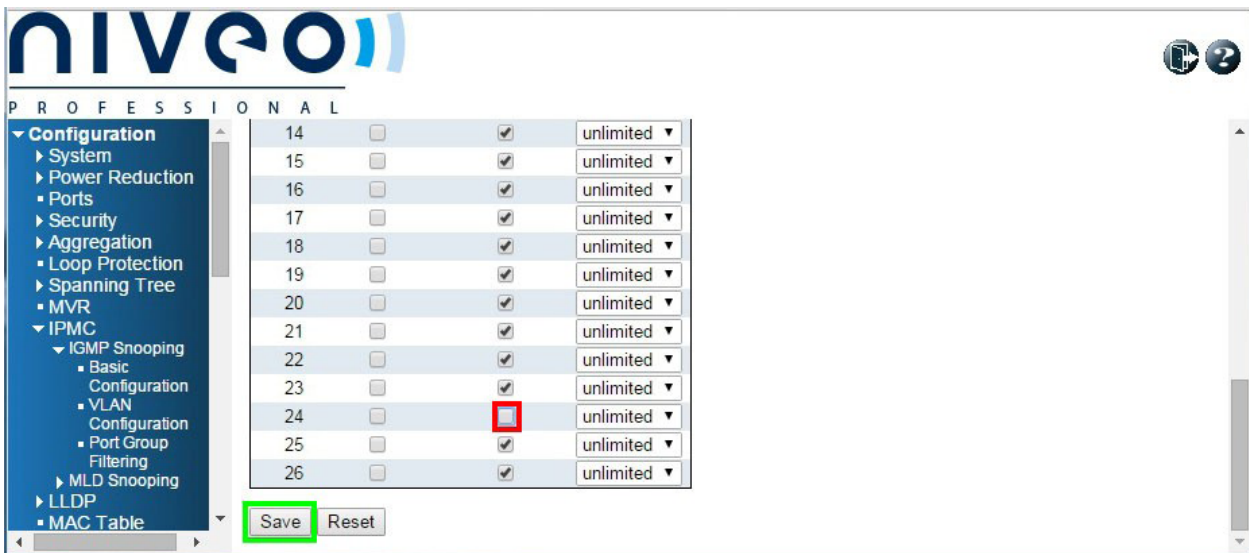 niveo
PROFESSIONAL
Configuration
System
Power Reduction
Ports
Security
Aggregation
Loop Protection
Spanning Tree
MVR
IPMC
IGMP Snooping
Basic
Configuration
VLAN
Configuration
Port Group
Filtering
MLD Snooping
LLDP
MAC Table
14 unlimited
15 unlimited
16 unlimited
17 unlimited
18 unlimited
19 unlimited
20 unlimited
21 unlimited
22 unlimited
23 unlimited
24 unlimited
25 unlimited
26 unlimited
Save Reset
?